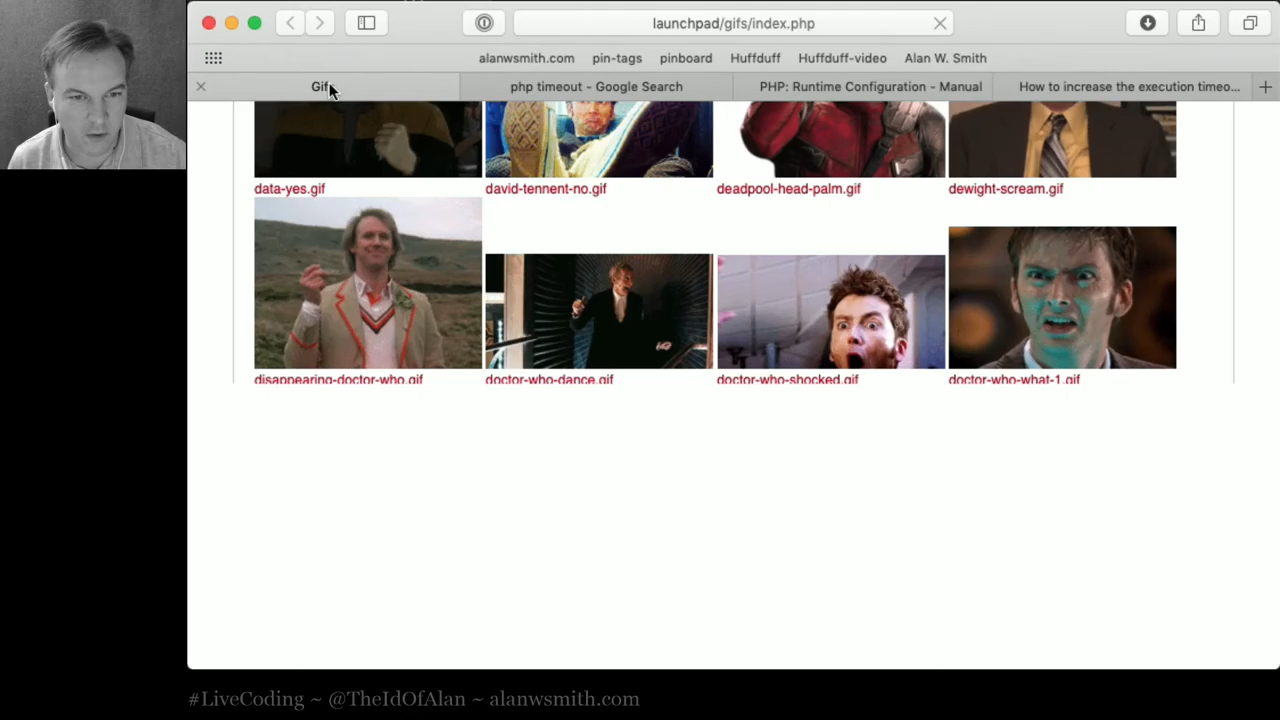 launchpad/gifs/index.php
alanwsmith.com pin-tags pinboard Huffduff Huffduff-video Alan W. Smith
Gifs php timeout - Google Search PHP: Runtime Configuration - Manual How to increase the execution timeo...
data-yes.gif david-tennent-no.gif deadpool-head-palm.gif dewight-scream.gif
disappearing-doctor-who.gif doctor-who-dance.gif doctor-who-shocked.gif doctor-who-what-1.gif
#LiveCoding ~ @TheIdOfAlan ~ alanwsmith.com